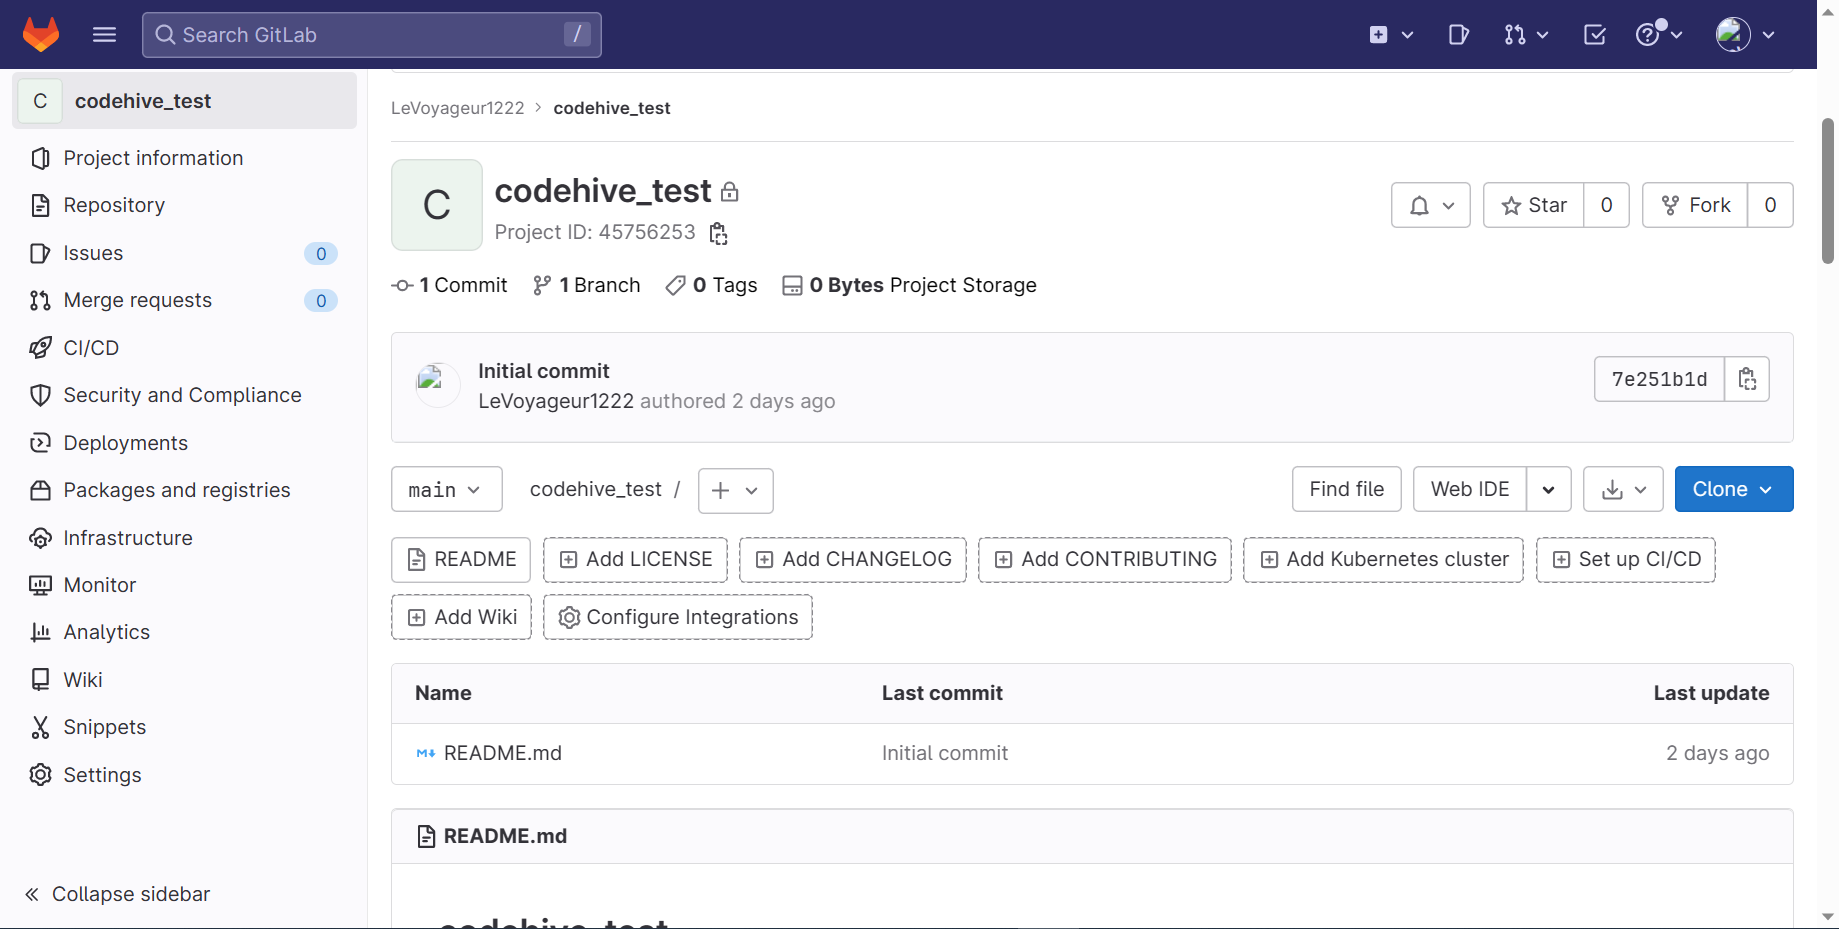 Search GitLab /
C codehive_test
Project information
Repository
Issues 0
Merge requests 0
CI/CD
Security and Compliance
Deployments
Packages and registries
Infrastructure
Monitor
Analytics
Wiki
Snippets
Settings
Collapse sidebar
LeVoyageur1222 > codehive_test
C
codehive_test
Project ID: 45756253
Star 0
Fork 0
1 Commit 1 Branch 0 Tags 0 Bytes Project Storage
Initial commit
LeVoyageur1222 authored 2 days ago
7e251b1d
main codehive_test / + Find file Web IDE Clone
README Add LICENSE Add CHANGELOG Add CONTRIBUTING Add Kubernetes cluster Set up CI/CD
Add Wiki Configure Integrations
Name Last commit Last update
README.md Initial commit 2 days ago
README.md
codehive_test